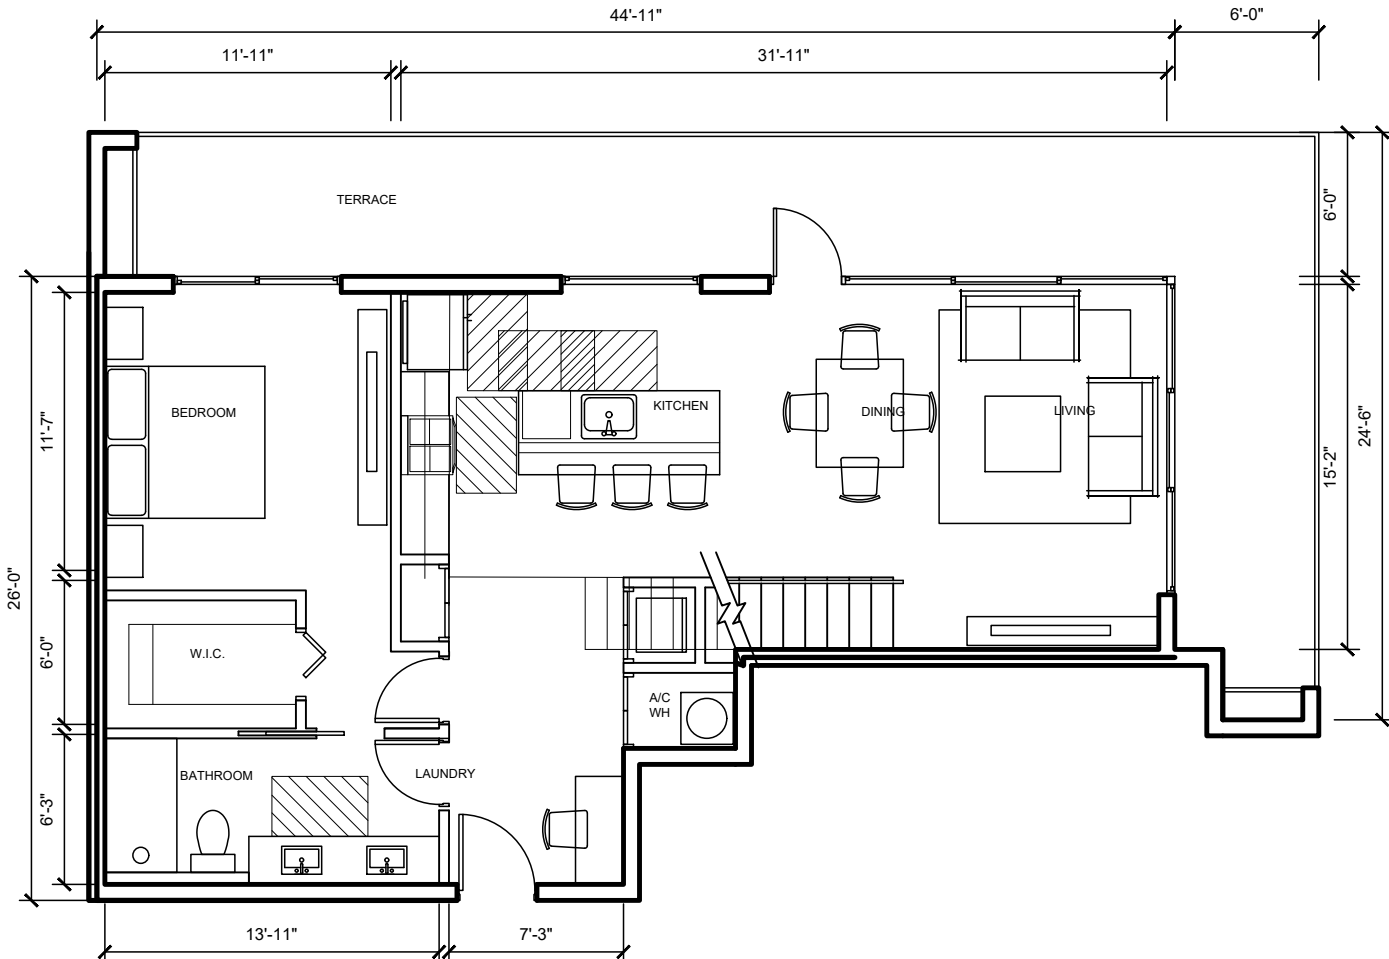 44'-11"
6'-0"
11'-11"
31'-11"
TERRACE
6'-0"
BEDROOM
KITCHEN
DINING
LIVING
11'-7"
15'-2"
24'-6"
26'-0"
6'-0"
W.I.C.
A/C
WH
BATHROOM
LAUNDRY
6'-3"
13'-11"
7'-3"